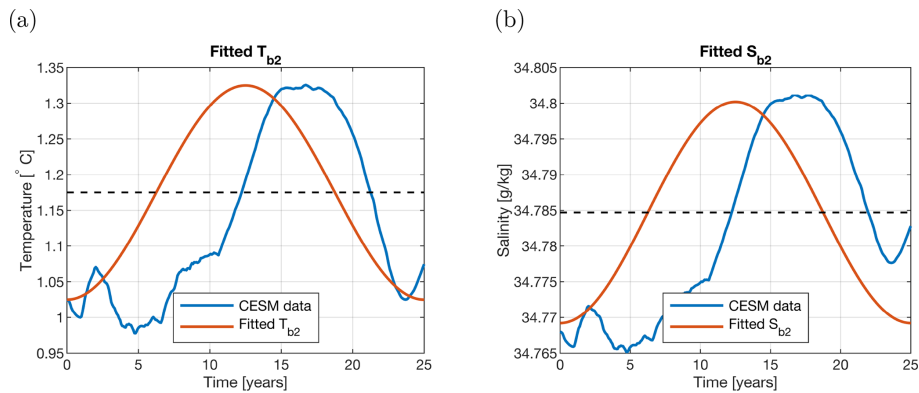 (a)
Fitted T_b2
1.35
1.3
1.25
1.2
1.15
1.1
1.05
1
0.95
Temperature [°C]
0 5 10 15 20 25
Time [years]
CESM data
Fitted T_b2
(b)
Fitted S_b2
34.805
34.8
34.795
34.79
34.785
34.78
34.775
34.77
34.765
Salinity [g/kg]
0 5 10 15 20 25
Time [years]
CESM data
Fitted S_b2